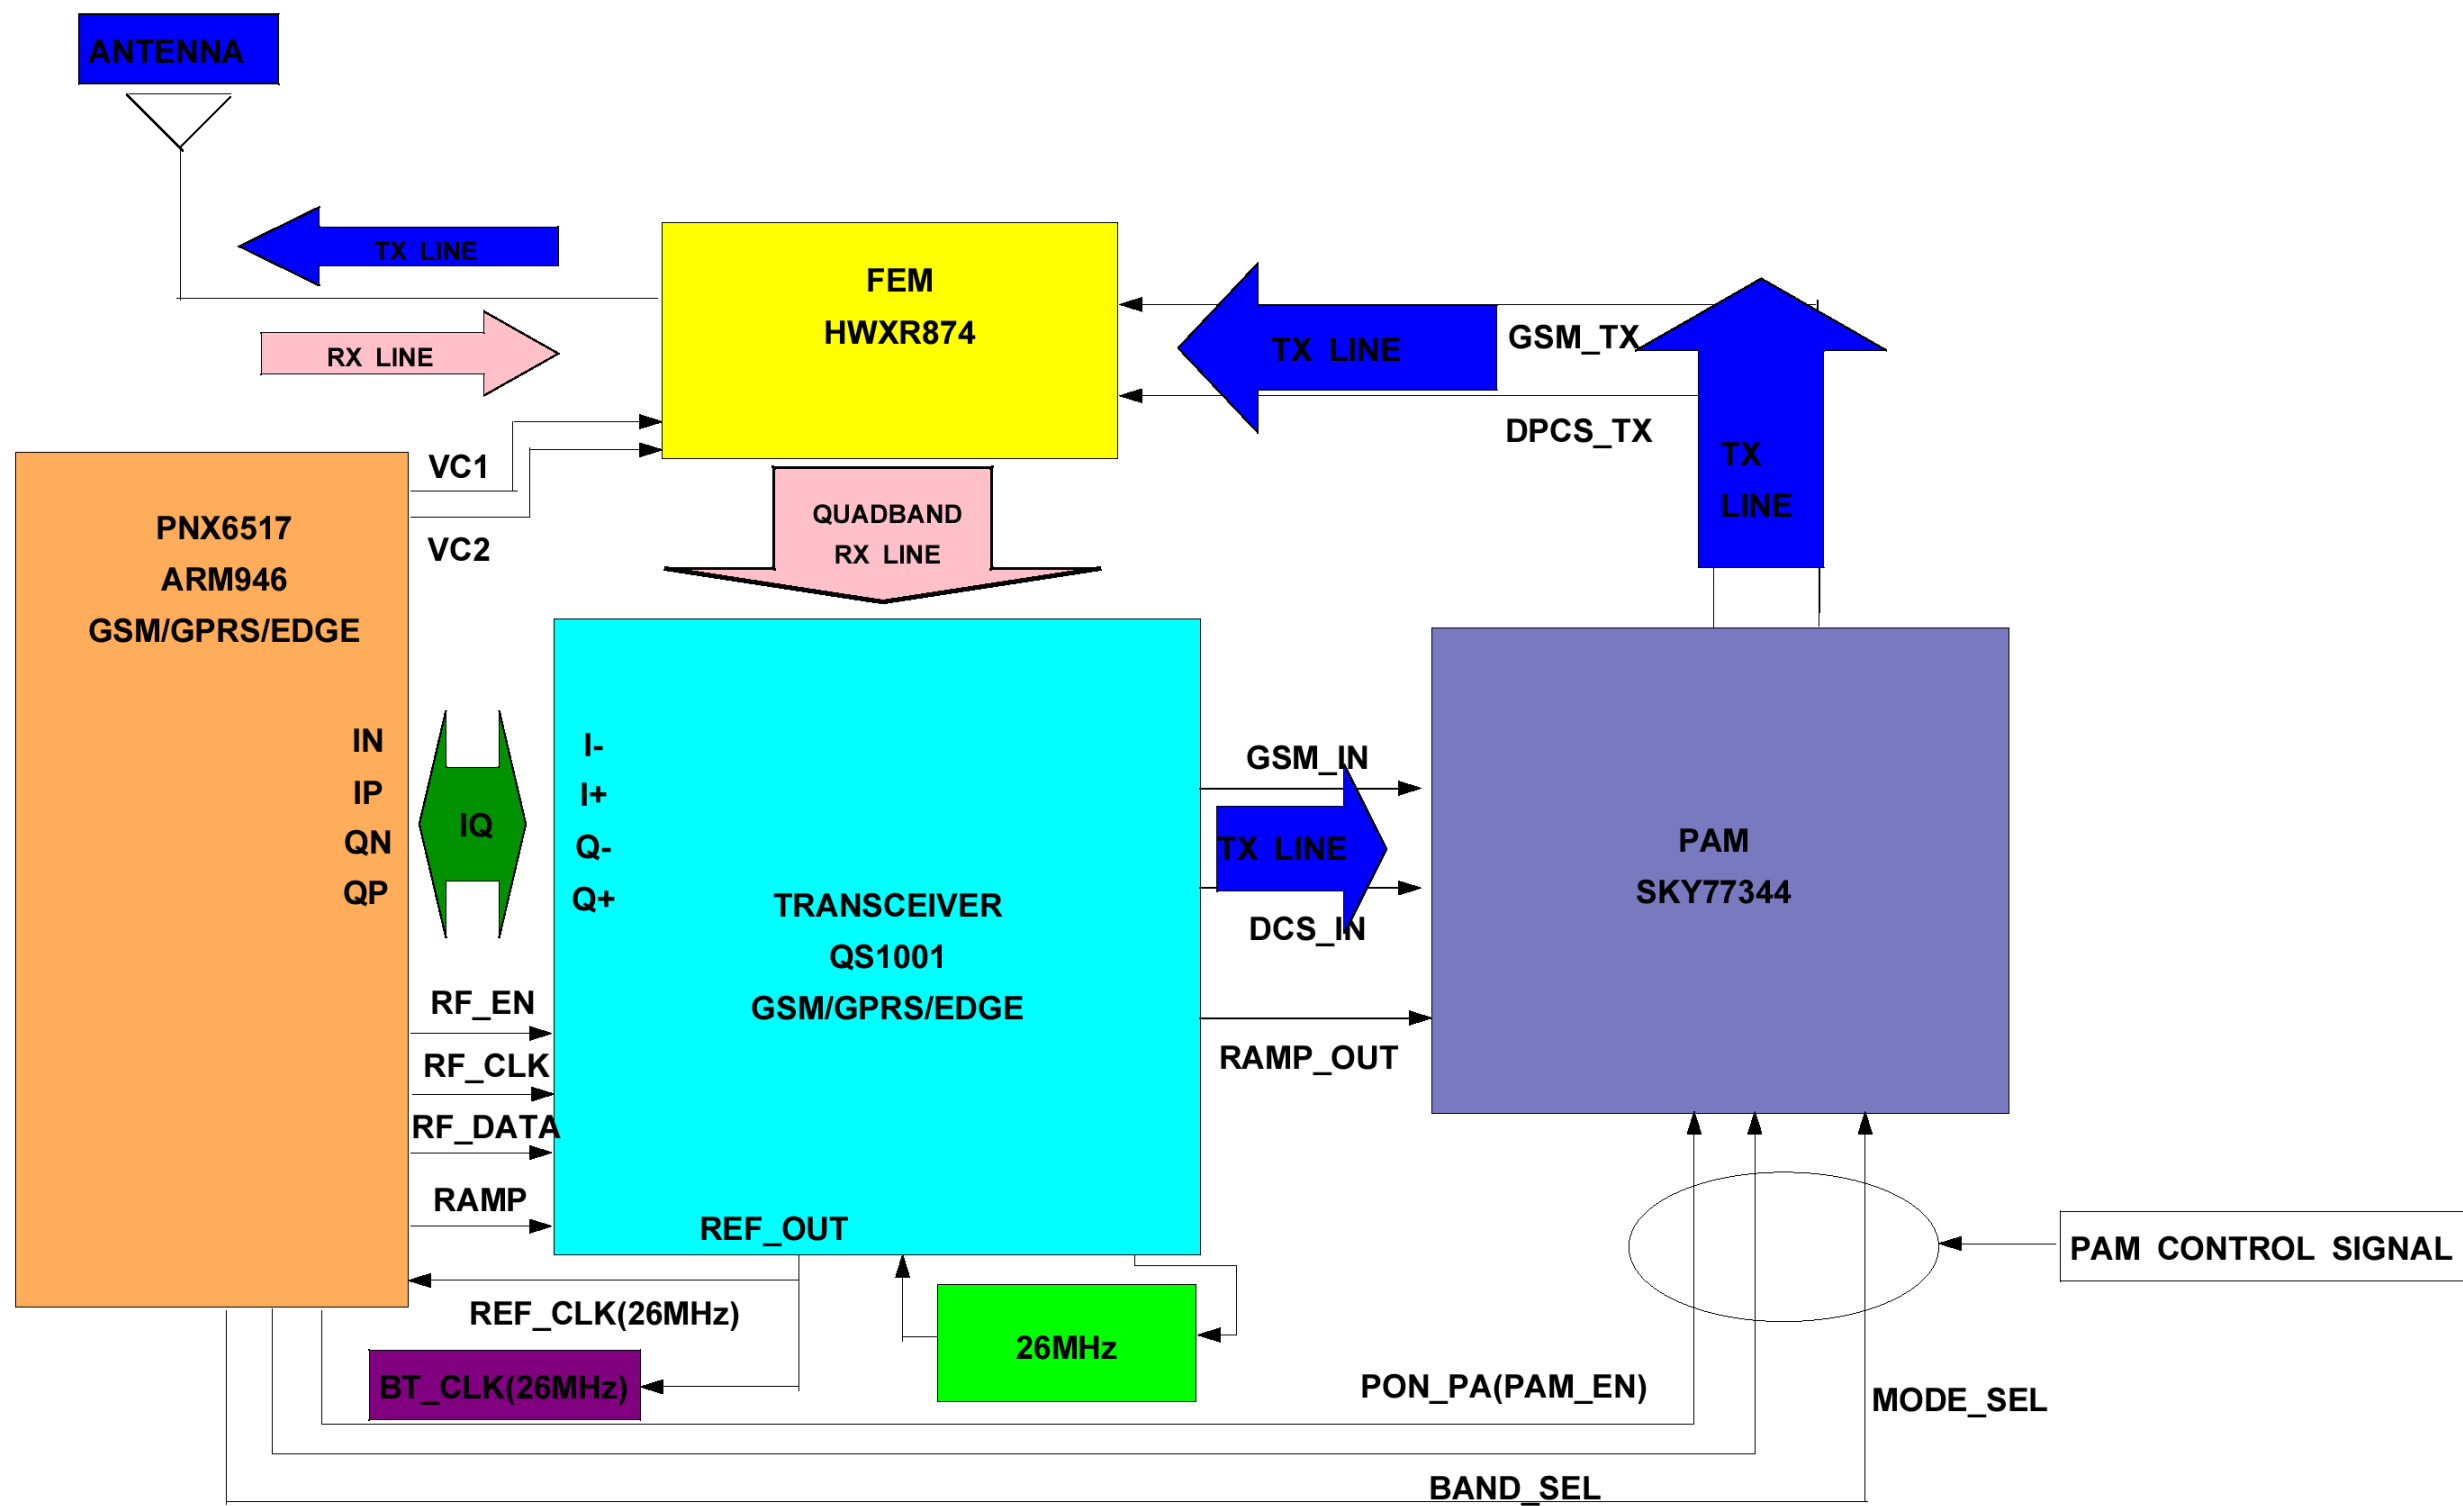 ANTENNA
TX LINE
RX LINE
FEM
HWXR874
TX LINE
GSM_TX
DPCS_TX
TX
LINE
VC1
VC2
PNX6517
ARM946
GSM/GPRS/EDGE
QUADBAND
RX LINE
IN
IP
QN
QP
IQ
I-
I+
Q-
Q+
TRANSCEIVER
QS1001
GSM/GPRS/EDGE
GSM_IN
TX LINE
DCS_IN
RAMP_OUT
PAM
SKY77344
RF_EN
RF_CLK
RF_DATA
RAMP
REF_OUT
REF_CLK(26MHz)
BT_CLK(26MHz)
26MHz
PAM CONTROL SIGNAL
PON_PA(PAM_EN)
MODE_SEL
BAND_SEL